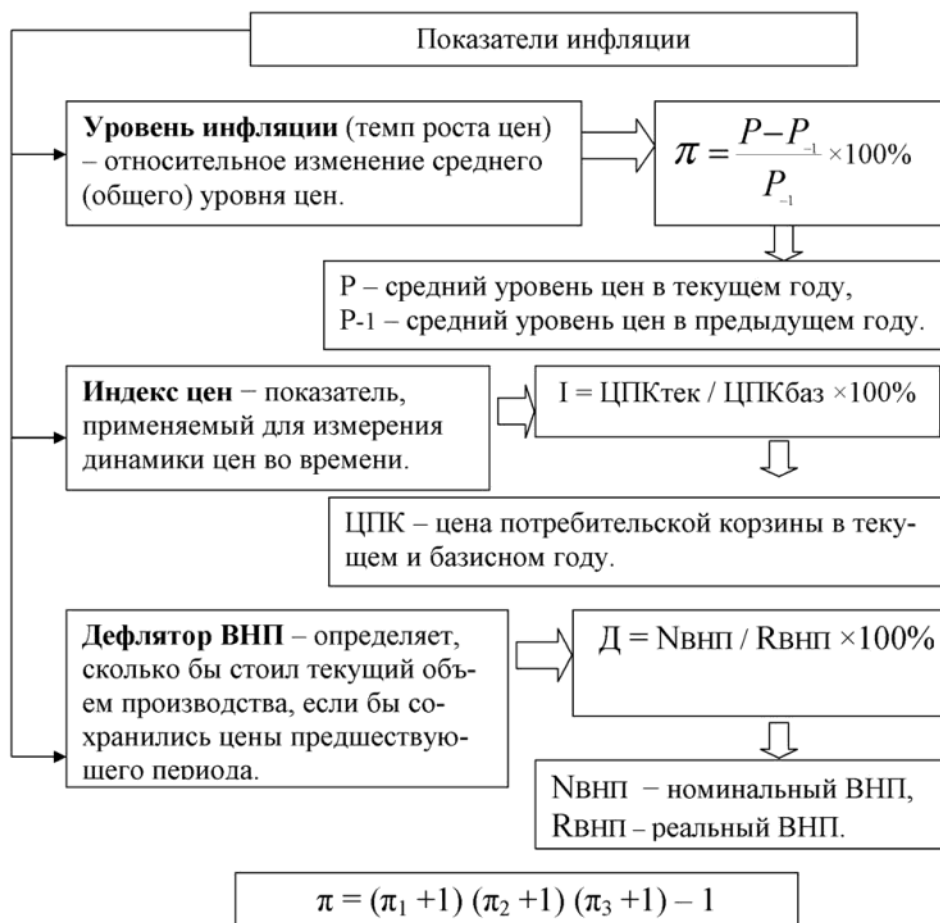 Показатели инфляции
Уровень инфляции (темп роста цен)
– относительное изменение среднего
(общего) уровня цен.
π = (P – P₋₁) / P₋₁ ×100%
P – средний уровень цен в текущем году,
P-1 – средний уровень цен в предыдущем году.
Индекс цен – показатель,
применяемый для измерения
динамики цен во времени.
I = ЦПКтек / ЦПКбаз ×100%
ЦПК – цена потребительской корзины в теку-
щем и базисном году.
Дефлятор ВНП – определяет,
сколько бы стоил текущий объ-
ем производства, если бы со-
хранились цены предшествую-
щего периода.
Д = NВНП / RВНП ×100%
NВНП – номинальный ВНП,
RВНП – реальный ВНП.
π = (π₁ +1) (π₂ +1) (π₃ +1) – 1